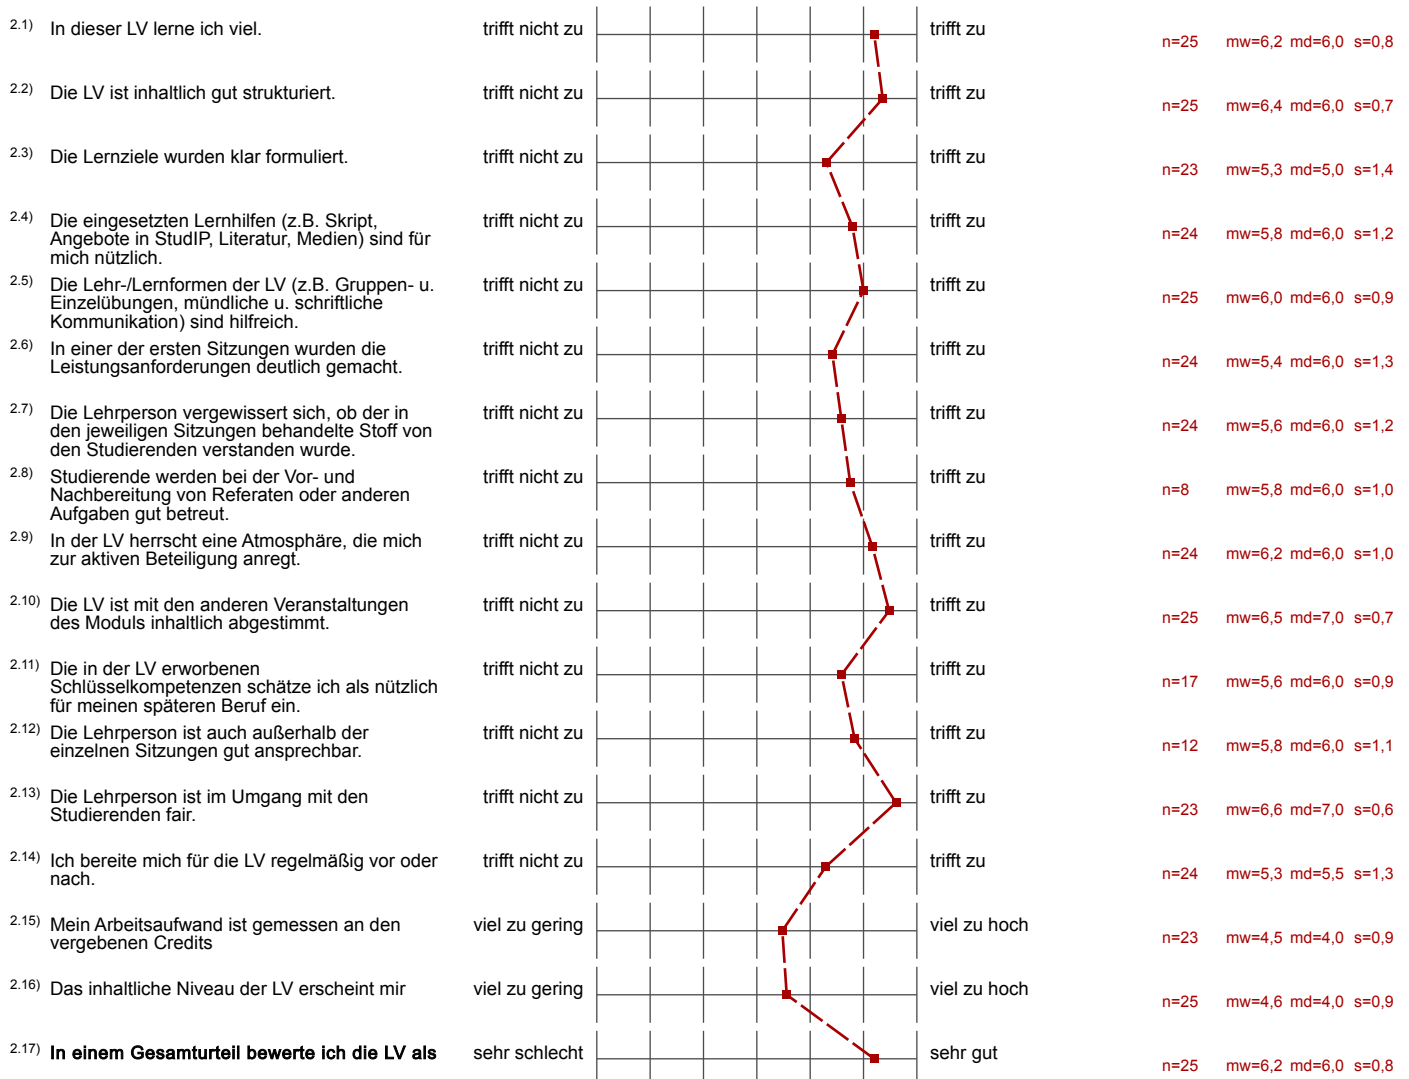 2.1) In dieser LV lerne ich viel. trifft nicht zu trifft zu n=25 mw=6,2 md=6,0 s=0,8
2.2) Die LV ist inhaltlich gut strukturiert. trifft nicht zu trifft zu n=25 mw=6,4 md=6,0 s=0,7
2.3) Die Lernziele wurden klar formuliert. trifft nicht zu trifft zu n=23 mw=5,3 md=5,0 s=1,4
2.4) Die eingesetzten Lernhilfen (z.B. Skript, trifft nicht zu trifft zu
Angebote in StudIP, Literatur, Medien) sind für n=24 mw=5,8 md=6,0 s=1,2
mich nützlich.
2.5) Die Lehr-/Lernformen der LV (z.B. Gruppen- u. trifft nicht zu trifft zu
Einzelübungen, mündliche u. schriftliche n=25 mw=6,0 md=6,0 s=0,9
Kommunikation) sind hilfreich.
2.6) In einer der ersten Sitzungen wurden die trifft nicht zu trifft zu
Leistungsanforderungen deutlich gemacht. n=24 mw=5,4 md=6,0 s=1,3
2.7) Die Lehrperson vergewissert sich, ob der in trifft nicht zu trifft zu
den jeweiligen Sitzungen behandelte Stoff von n=24 mw=5,6 md=6,0 s=1,2
den Studierenden verstanden wurde.
2.8) Studierende werden bei der Vor- und trifft nicht zu trifft zu
Nachbereitung von Referaten oder anderen n=8 mw=5,8 md=6,0 s=1,0
Aufgaben gut betreut.
2.9) In der LV herrscht eine Atmosphäre, die mich trifft nicht zu trifft zu
zur aktiven Beteiligung anregt. n=24 mw=6,2 md=6,0 s=1,0
2.10) Die LV ist mit den anderen Veranstaltungen trifft nicht zu trifft zu
des Moduls inhaltlich abgestimmt. n=25 mw=6,5 md=7,0 s=0,7
2.11) Die in der LV erworbenen trifft nicht zu trifft zu
Schlüsselkompetenzen schätze ich als nützlich n=17 mw=5,6 md=6,0 s=0,9
für meinen späteren Beruf ein.
2.12) Die Lehrperson ist auch außerhalb der trifft nicht zu trifft zu
einzelnen Sitzungen gut ansprechbar. n=12 mw=5,8 md=6,0 s=1,1
2.13) Die Lehrperson ist im Umgang mit den trifft nicht zu trifft zu
Studierenden fair. n=23 mw=6,6 md=7,0 s=0,6
2.14) Ich bereite mich für die LV regelmäßig vor oder trifft nicht zu trifft zu
nach. n=24 mw=5,3 md=5,5 s=1,3
2.15) Mein Arbeitsaufwand ist gemessen an den viel zu gering viel zu hoch
vergebenen Credits n=23 mw=4,5 md=4,0 s=0,9
2.16) Das inhaltliche Niveau der LV erscheint mir viel zu gering viel zu hoch n=25 mw=4,6 md=4,0 s=0,9
2.17) In einem Gesamturteil bewerte ich die LV als sehr schlecht sehr gut n=25 mw=6,2 md=6,0 s=0,8